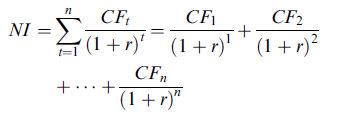 NI = \sum_{t=1}^{n} \frac{CF_t}{(1+r)^t} = \frac{CF_1}{(1+r)^1} + \frac{CF_2}{(1+r)^2}
+ \cdots + \frac{CF_n}{(1+r)^n}